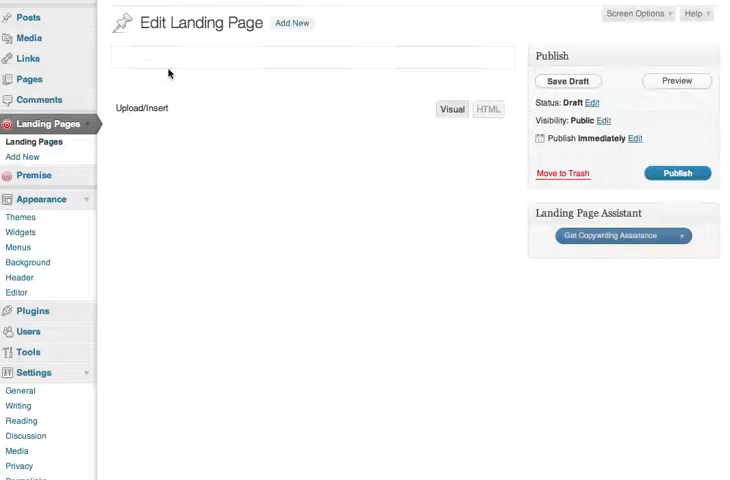 Posts
Media
Links
Pages
Comments
Landing Pages
Landing Pages
Add New
Premise
Appearance
Themes
Widgets
Menus
Background
Header
Editor
Plugins
Users
Tools
Settings
General
Writing
Reading
Discussion
Media
Privacy
Edit Landing Page Add New
Screen Options Help
Upload/Insert
Visual HTML
Publish
Save Draft Preview
Status: Draft Edit
Visibility: Public Edit
Publish immediately Edit
Move to Trash Publish
Landing Page Assistant
Get Copywriting Assistance